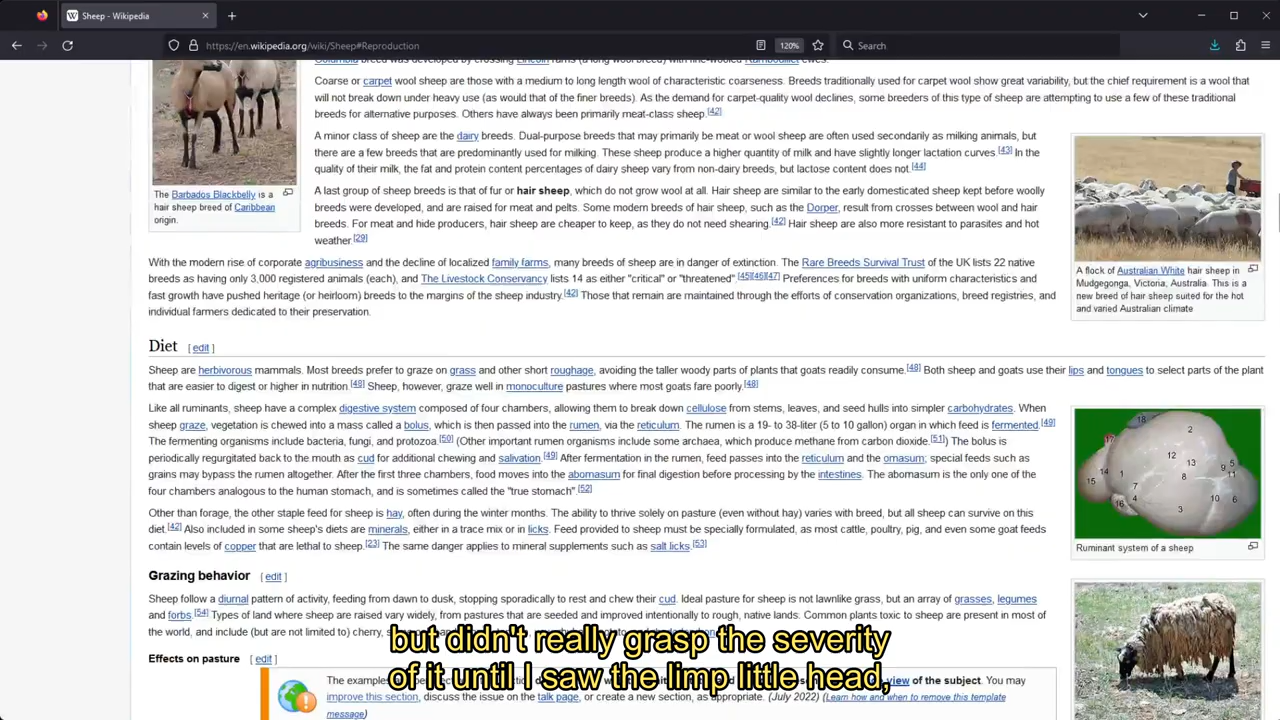 Sheep - Wikipedia
https://en.wikipedia.org/wiki/Sheep#Reproduction
120%
Search
Coarse or carpet wool sheep are those with a medium to long length wool of characteristic coarseness. Breeds traditionally used for carpet wool show great variability, but the chief requirement is a wool that
will not break down under heavy use (as would that of the finer breeds). As the demand for carpet-quality wool declines, some breeders of this type of sheep are attempting to use a few of these traditional
breeds for alternative purposes. Others have always been primarily meat-class sheep.[42]
A minor class of sheep are the dairy breeds. Dual-purpose breeds that may primarily be meat or wool sheep are often used secondarily as milking animals, but
there are a few breeds that are predominantly used for milking. These sheep produce a higher quantity of milk and have slightly longer lactation curves.[43] In the
quality of their milk, the fat and protein content percentages of dairy sheep vary from non-dairy breeds, but lactose content does not.[44]
A last group of sheep breeds is that of fur or hair sheep, which do not grow wool at all. Hair sheep are similar to the early domesticated sheep kept before woolly
breeds were developed, and are raised for meat and pelts. Some modern breeds of hair sheep, such as the Dorper, result from crosses between wool and hair
breeds. For meat and hide producers, hair sheep are cheaper to keep, as they do not need shearing.[42] Hair sheep are also more resistant to parasites and hot
weather.[29]
The Barbados Blackbelly is a
hair sheep breed of Caribbean
origin.
A flock of Australian White hair sheep in
Mudgegonga, Victoria, Australia. This is a
new breed of hair sheep suited for the hot
and varied Australian climate
With the modern rise of corporate agribusiness and the decline of localized family farms, many breeds of sheep are in danger of extinction. The Rare Breeds Survival Trust of the UK lists 22 native
breeds as having only 3,000 registered animals (each), and The Livestock Conservancy lists 14 as either "critical" or "threatened".[45][46][47] Preferences for breeds with uniform characteristics and
fast growth have pushed heritage (or heirloom) breeds to the margins of the sheep industry.[42] Those that remain are maintained through the efforts of conservation organizations, breed registries, and
individual farmers dedicated to their preservation.
Diet [ edit ]
Sheep are herbivorous mammals. Most breeds prefer to graze on grass and other short roughage, avoiding the taller woody parts of plants that goats readily consume.[48] Both sheep and goats use their lips and tongues to select parts of the plant
that are easier to digest or higher in nutrition.[48] Sheep, however, graze well in monoculture pastures where most goats fare poorly.[48]
Like all ruminants, sheep have a complex digestive system composed of four chambers, allowing them to break down cellulose from stems, leaves, and seed hulls into simpler carbohydrates. When
sheep graze, vegetation is chewed into a mass called a bolus, which is then passed into the rumen, via the reticulum. The rumen is a 19- to 38-liter (5 to 10 gallon) organ in which feed is fermented.[49]
The fermenting organisms include bacteria, fungi, and protozoa.[50] (Other important rumen organisms include some archaea, which produce methane from carbon dioxide.[51]) The bolus is
periodically regurgitated back to the mouth as cud for additional chewing and salivation.[49] After fermentation in the rumen, feed passes into the reticulum and the omasum; special feeds such as
grains may bypass the rumen altogether. After the first three chambers, food moves into the abomasum for final digestion before processing by the intestines. The abomasum is the only one of the
four chambers analogous to the human stomach, and is sometimes called the "true stomach".[52]
18 2 17 12 13 9 5 11 14 1 8 7 4 16 10 6 3
Ruminant system of a sheep
Other than forage, the other staple feed for sheep is hay, often during the winter months. The ability to thrive solely on pasture (even without hay) varies with breed, but all sheep can survive on this
diet.[42] Also included in some sheep's diets are minerals, either in a trace mix or in licks. Feed provided to sheep must be specially formulated, as most cattle, poultry, pig, and even some goat feeds
contain levels of copper that are lethal to sheep.[23] The same danger applies to mineral supplements such as salt licks.[53]
Grazing behavior [ edit ]
Sheep follow a diurnal pattern of activity, feeding from dawn to dusk, stopping sporadically to rest and chew their cud. Ideal pasture for sheep is not lawnlike grass, but an array of grasses, legumes
and forbs.[54] Types of land where sheep are raised vary widely, from pastures that are seeded and improved intentionally to rough, native lands. Common plants toxic to sheep are present in most of
the world, and include (but are not limited to) cherry,
but didn't really grasp the severity
of it until I saw the limp little head,
Effects on pasture [ edit ]
The examples
view of the subject. You may
improve this section, discuss the issue on the talk page, or create a new section, as appropriate. (July 2022) (Learn how and when to remove this template
message)